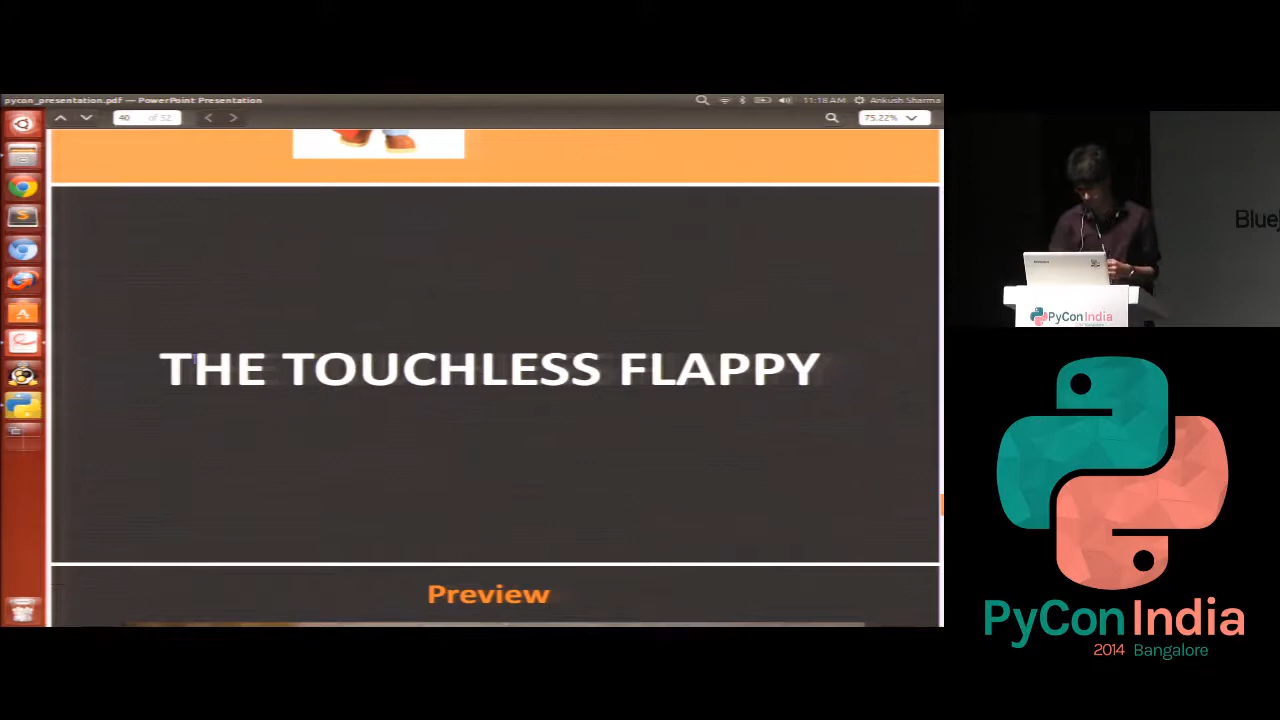 pycon_presentation.pdf — PowerPoint Presentation
11:18 AM Ankush Sharma
40 of 52
75.22%
THE TOUCHLESS FLAPPY
Preview
PyCon India
PyCon India
2014 Bangalore